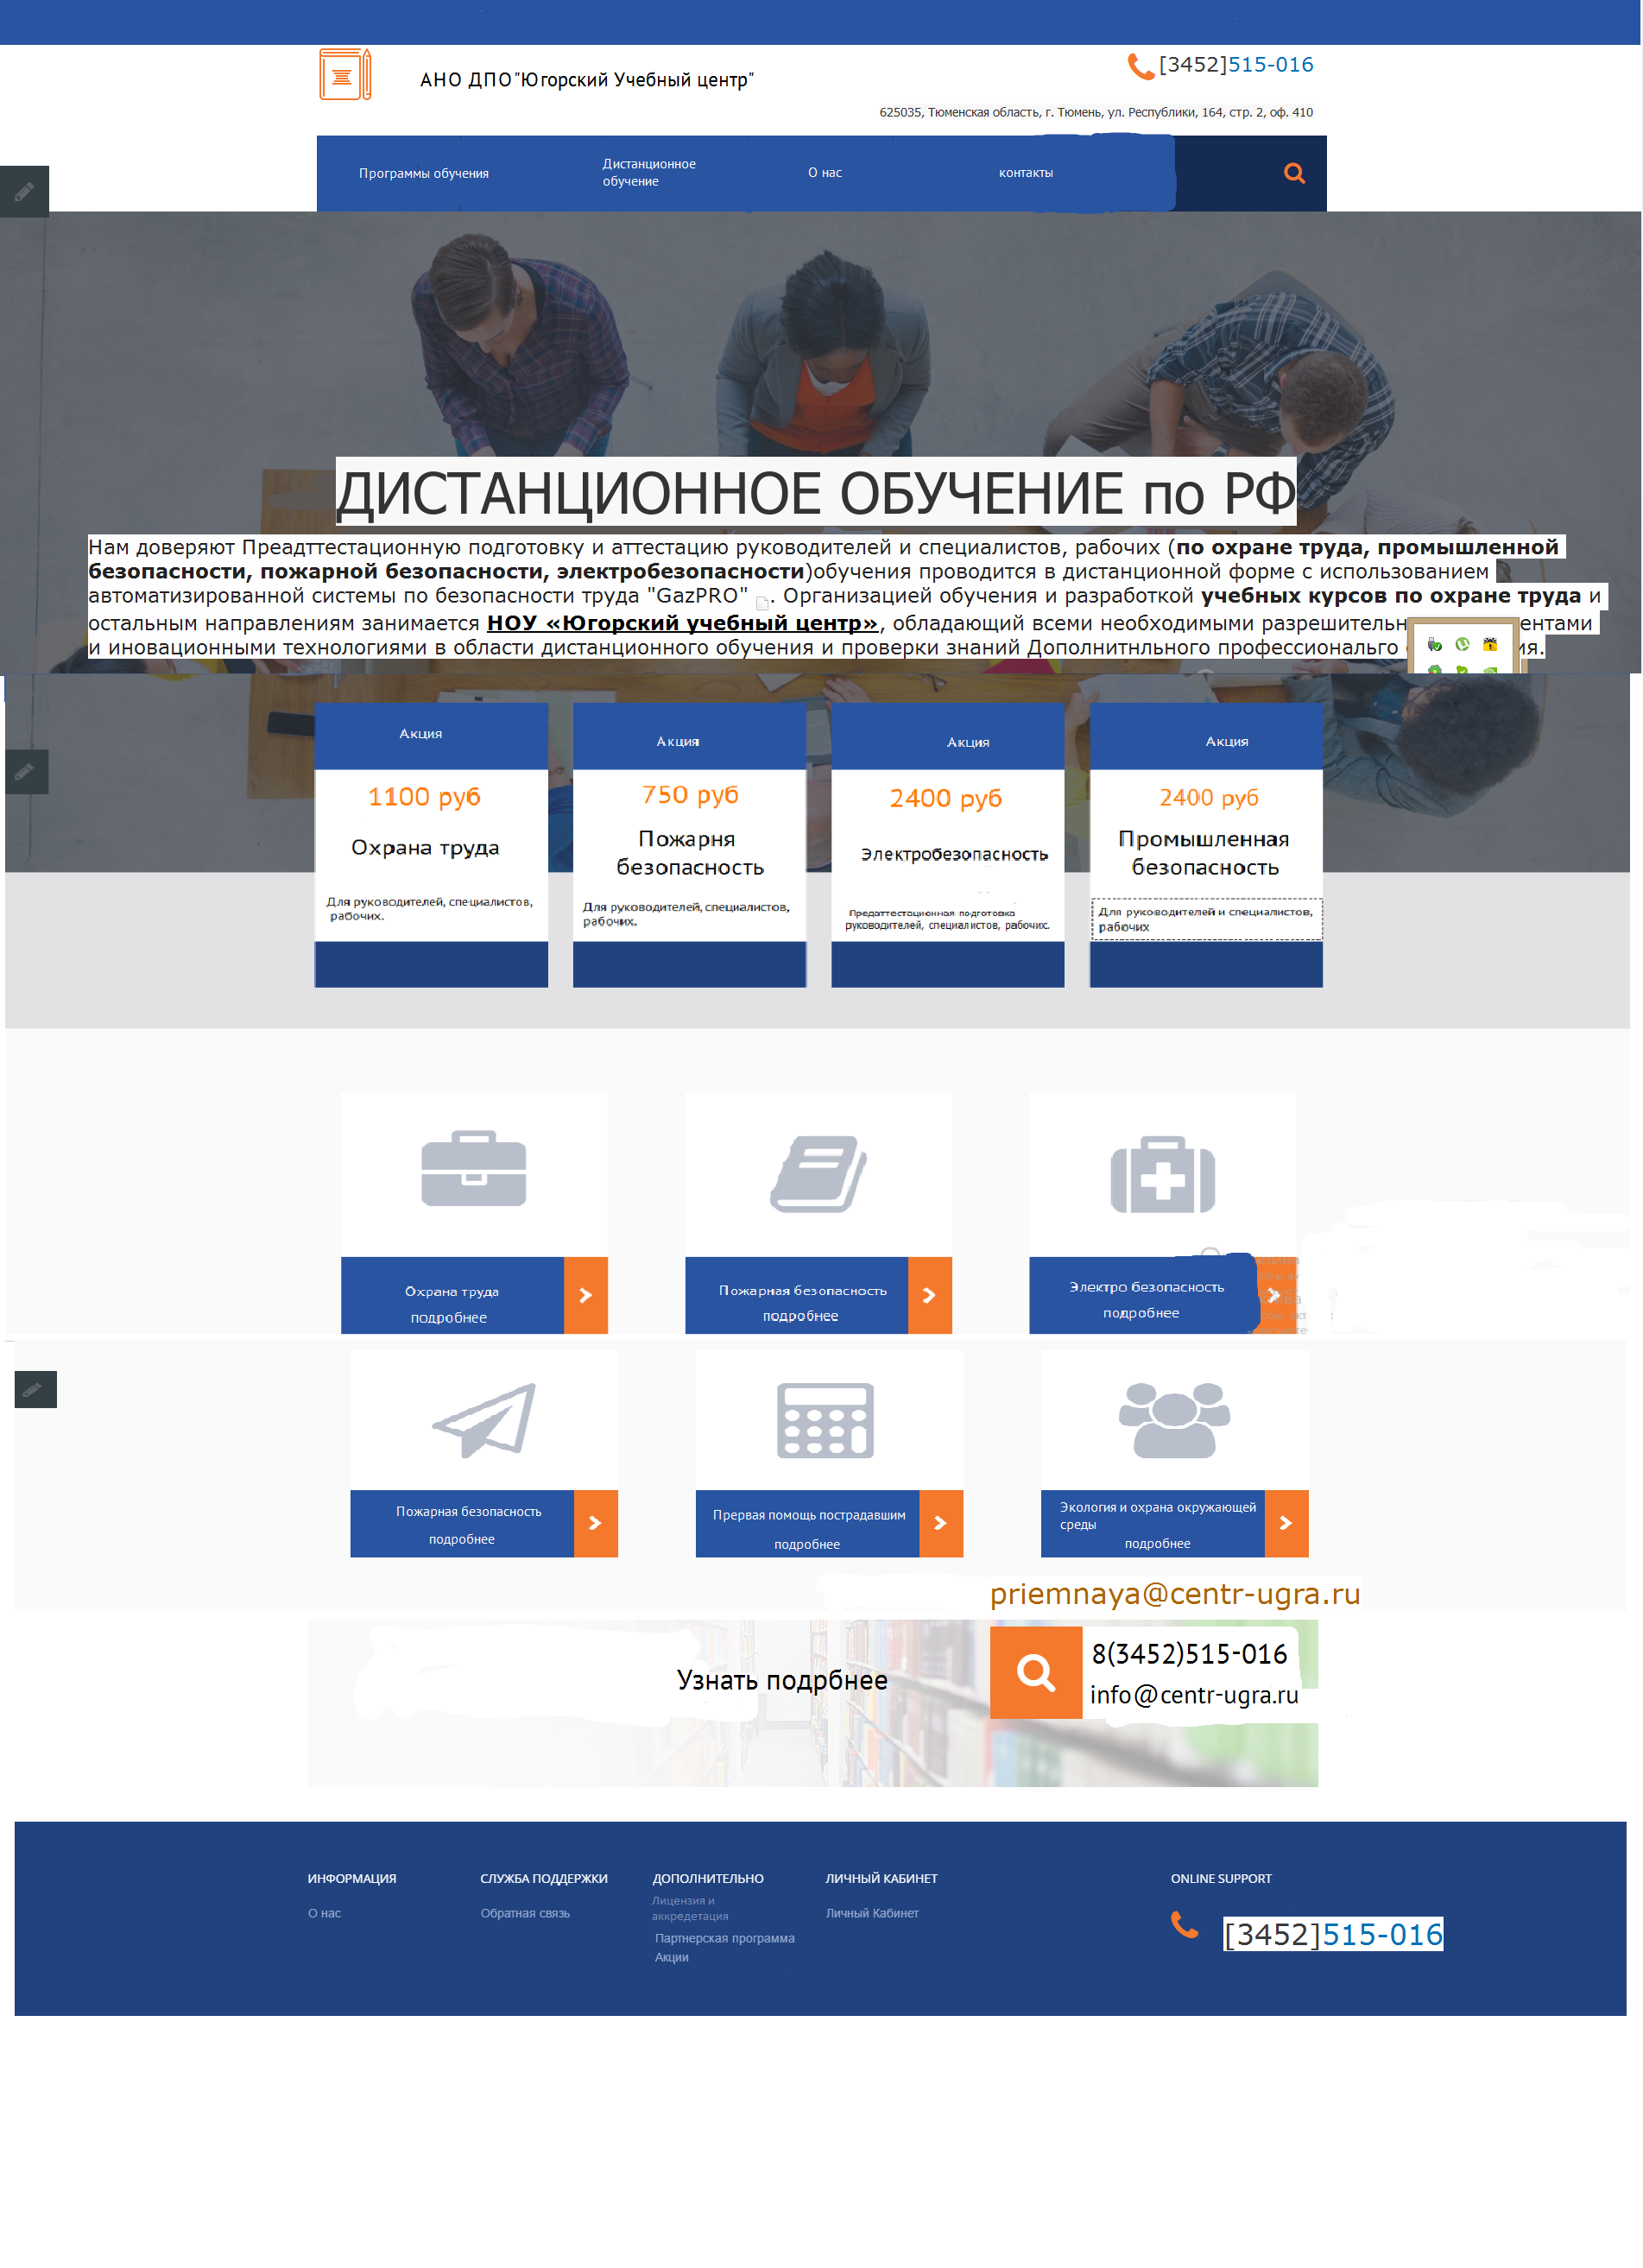 АНО ДПО"Югорский Учебный центр"
[3452]515-016
625035, Тюменская область, г. Тюмень, ул. Республики, 164, стр. 2, оф. 410
Программы обучения
Дистанционное
обучение
О нас
контакты
ДИСТАНЦИОННОЕ ОБУЧЕНИЕ по РФ
Нам доверяют Преадттестационную подготовку и аттестацию руководителей и специалистов, рабочих (по охране труда, промышленной
безопасности, пожарной безопасности, электробезопасности)обучения проводится в дистанционной форме с использованием
автоматизированной системы по безопасности труда "GazPRO" . Организацией обучения и разработкой учебных курсов по охране труда и
остальным направлениям занимается НОУ «Югорский учебный центр», обладающий всеми необходимыми
и иновационными технологиями в области дистанционного обучения и проверки знаний Дополнитньного профессиональго
Акция
1100 руб
Охрана труда
Для руководителей, специалистов,
рабочих.
Акция
750 руб
Пожарня
безопасность
Для руководителей, специалистов,
рабочих.
Акция
2400 руб
Электробезопасность
Предаттестационная подготовка
руководителей, специалистов, рабочих.
Акция
2400 руб
Промышленная
безопасность
Для руководителей и специалистов,
рабочих
Охрана труда
подробнее
Пожарная безопасность
подробнее
Электро безопасность
подробнее
Пожарная безопасность
подробнее
Прервая помощь пострадавшим
подробнее
Экология и охрана окружающей
среды
подробнее
priemnaya@centr-ugra.ru
Узнать подрбнее
8(3452)515-016
info@centr-ugra.ru
ИНФОРМАЦИЯ
О нас
СЛУЖБА ПОДДЕРЖКИ
Обратная связь
ДОПОЛНИТЕЛЬНО
Лицензия и
аккредетация
Партнерская программа
Акции
ЛИЧНЫЙ КАБИНЕТ
Личный Кабинет
ONLINE SUPPORT
[3452]515-016